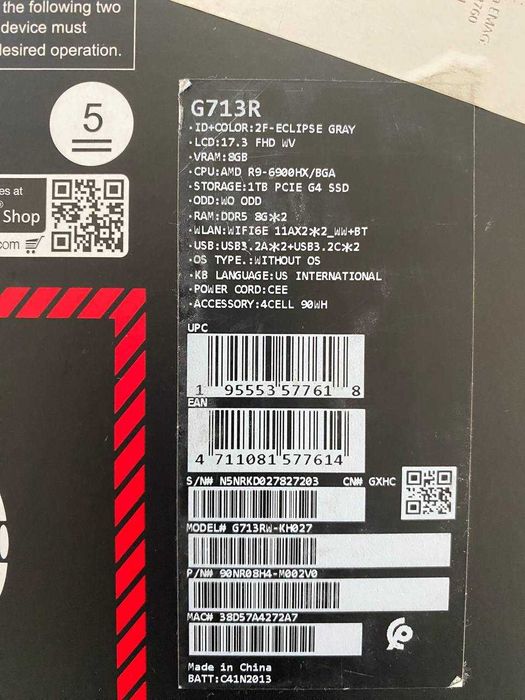 the following two
device must
desired operation.
EMAG
760
5
es at
Shop
com
G713R
·ID+COLOR:2F-ECLIPSE GRAY
·LCD:17.3 FHD WV
·VRAM:8GB
·CPU:AMD R9-6900HX/BGA
·STORAGE:1TB PCIE G4 SSD
·ODD:WO ODD
·RAM:DDR5 8G*2
·WLAN:WIFI6E 11AX2*2_WW+BT
·USB:USB3.2A*2+USB3.2C*2
·OS TYPE.:WITHOUT OS
·KB LANGUAGE:US INTERNATIONAL
·POWER CORD:CEE
·ACCESSORY:4CELL 90WH
UPC
1 95553 57761 8
EAN
4 711081 577614
S/N# N5NRKD027827203 CN# GXHC
MODEL# G713RW-KH027
P/N# 90NR08H4-M002V0
MAC# 38D57A4272A7
Made in China
BATT:C41N2013